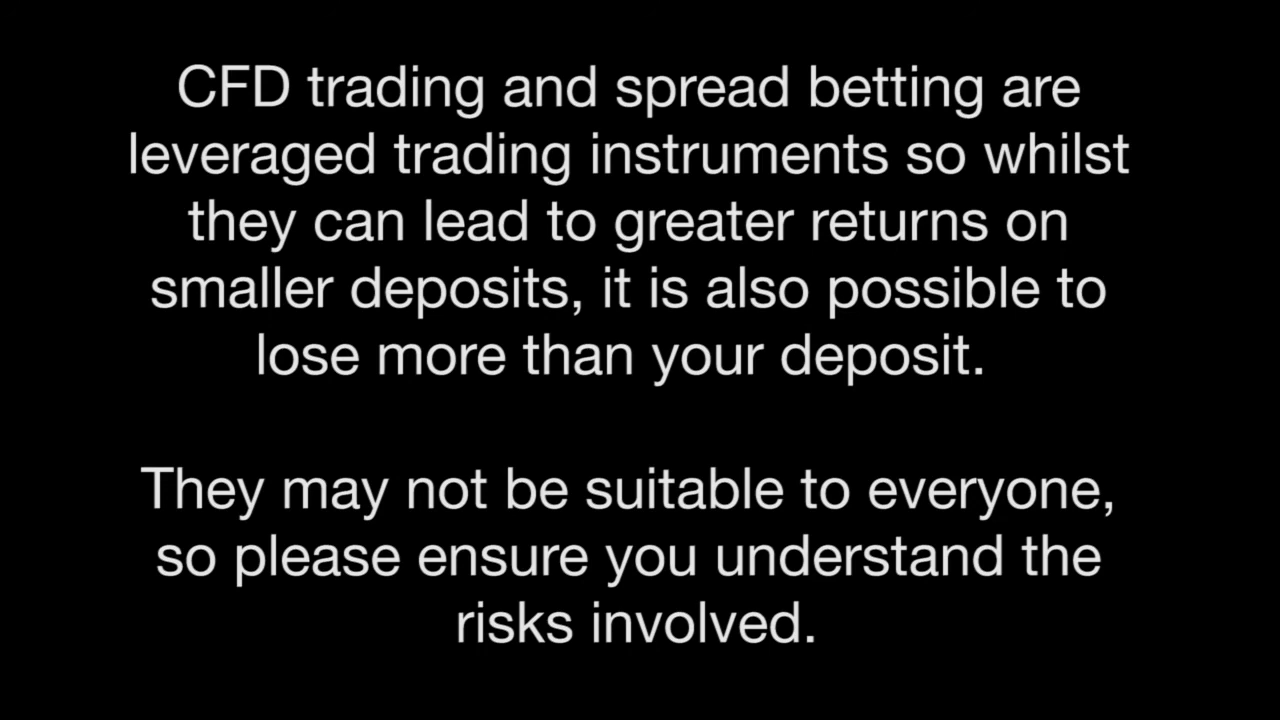 CFD trading and spread betting are
leveraged trading instruments so whilst
they can lead to greater returns on
smaller deposits, it is also possible to
lose more than your deposit.
They may not be suitable to everyone,
so please ensure you understand the
risks involved.